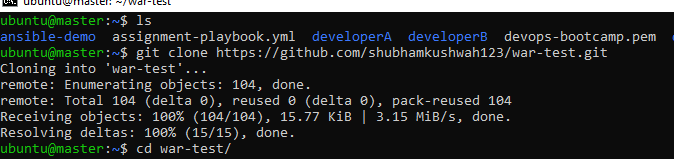 ubuntu@master: ~/war-test
ubuntu@master:~$ ls
ansible-demo assignment-playbook.yml developerA developerB devops-bootcamp.pem
ubuntu@master:~$ git clone https://github.com/shubhamkushwah123/war-test.git
Cloning into 'war-test'...
remote: Enumerating objects: 104, done.
remote: Total 104 (delta 0), reused 0 (delta 0), pack-reused 104
Receiving objects: 100% (104/104), 15.77 KiB | 3.15 MiB/s, done.
Resolving deltas: 100% (15/15), done.
ubuntu@master:~$ cd war-test/